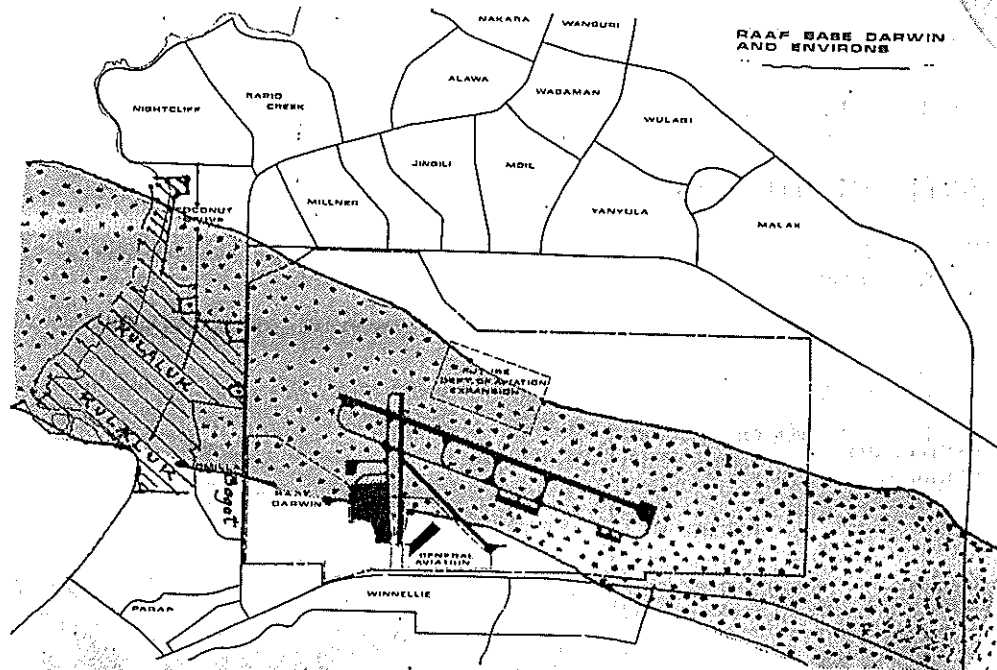 RAAF BASE DARWIN
AND ENVIRONS
NAKARA
WANGURI
ALAWA
WAGAMAN
NIGHTCLIFF
RAPID
CREEK
WULAGI
JINGILI
MOIL
MILLNER
YANYULA
MALAK
COCONUT
GROVE
KULALUK
KULALUK
FUTURE
DEPT OF AVIATION
EXPANSION
Bagot
RAAF
DARWIN
GENERAL
AVIATION
WINNELLIE
PARAP